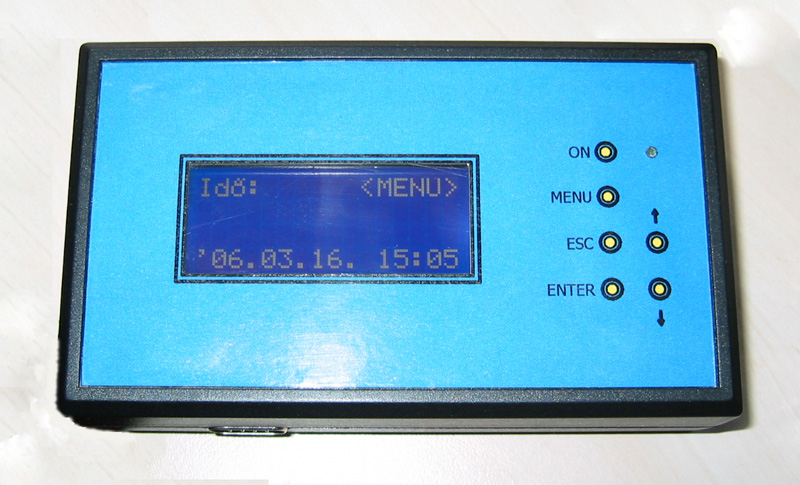 Idő: <MENU>
'06.03.16. 15:05
ON
MENU
ESC
ENTER